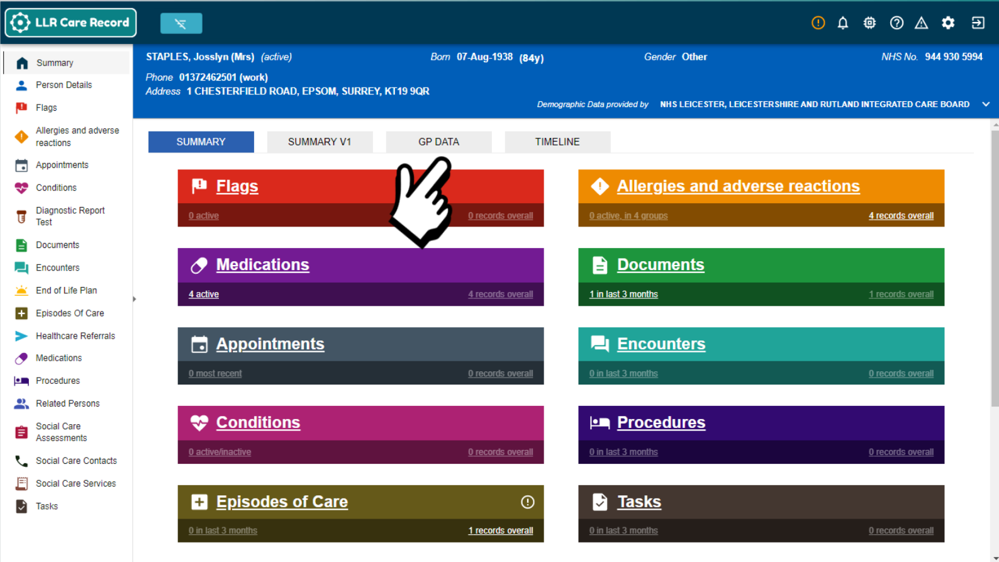 LLR Care Record
STAPLES, Josslyn (Mrs) (active)
Born 07-Aug-1938 (84y)
Gender Other
NHS No. 944 930 5994
Phone 01372462501 (work)
Address 1 CHESTERFIELD ROAD, EPSOM, SURREY, KT19 9QR
Demographic Data provided by NHS LEICESTER, LEICESTERSHIRE AND RUTLAND INTEGRATED CARE BOARD
Summary
Person Details
Flags
Allergies and adverse
reactions
Appointments
Conditions
Diagnostic Report
Test
Documents
Encounters
End of Life Plan
Episodes Of Care
Healthcare Referrals
Medications
Procedures
Related Persons
Social Care
Assessments
Social Care Contacts
Social Care Services
Tasks
SUMMARY
SUMMARY V1
GP DATA
TIMELINE
Flags
0 active
0 records overall
Allergies and adverse reactions
0 active, in 4 groups
4 records overall
Medications
4 active
4 records overall
Documents
1 in last 3 months
1 records overall
Appointments
0 most recent
0 records overall
Encounters
0 in last 3 months
0 records overall
Conditions
0 active/inactive
0 records overall
Procedures
0 in last 3 months
0 records overall
Episodes of Care
0 in last 3 months
1 records overall
Tasks
0 in last 3 months
0 records overall